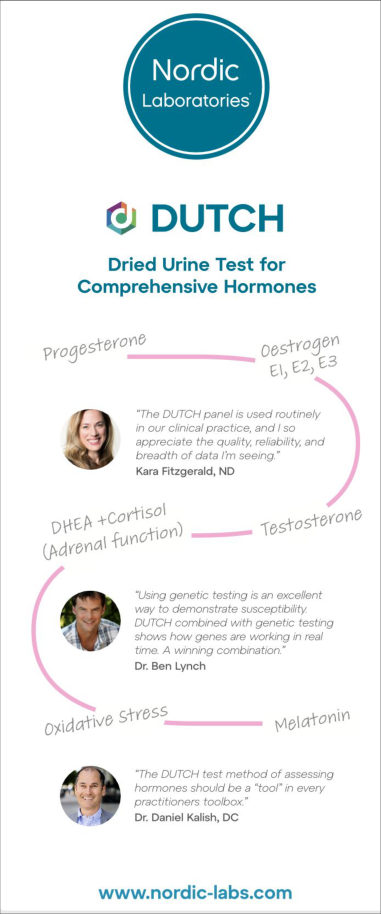 Nordic
Laboratories
DUTCH
Dried Urine Test for
Comprehensive Hormones
Progesterone
Oestrogen
E1, E2, E3
"The DUTCH panel is used routinely
in our clinical practice, and I so
appreciate the quality, reliability, and
breadth of data I'm seeing."
Kara Fitzgerald, ND
DHEA +Cortisol
(Adrenal function)
Testosterone
"Using genetic testing is an excellent
way to demonstrate susceptibility.
DUTCH combined with genetic testing
shows how genes are working in real
time. A winning combination."
Dr. Ben Lynch
Oxidative Stress
Melatonin
"The DUTCH test method of assessing
hormones should be a "tool" in every
practitioners toolbox."
Dr. Daniel Kalish, DC
www.nordic-labs.com